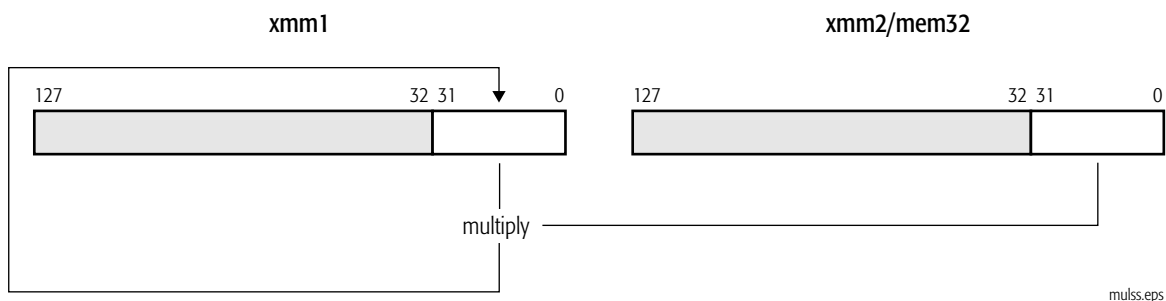 xmm1 xmm2/mem32
127 32 31 0 127 32 31 0
multiply
mulss.eps